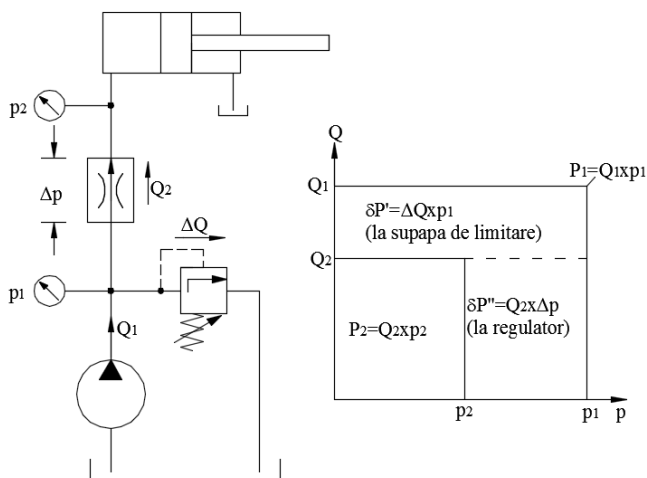 p2
Δp
Q2
ΔQ
p1
Q1
Q
Q1
P1=Q1xp1
δP'=ΔQxp1
(la supapa de limitare)
Q2
P2=Q2xp2
δP"=Q2xΔp
(la regulator)
p2
p1
p